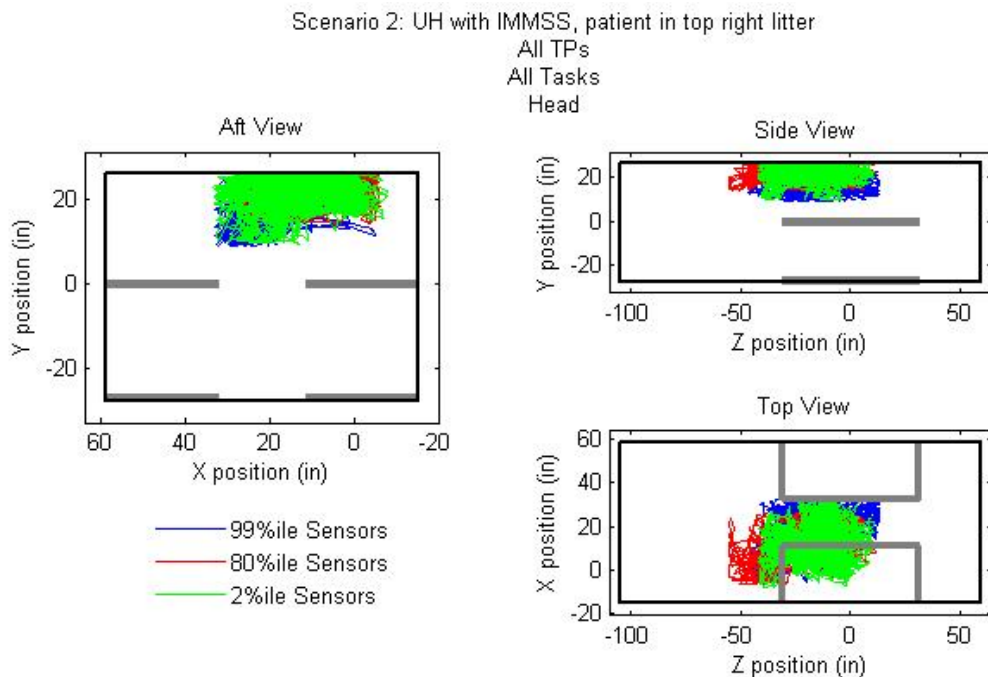 Scenario 2: UH with IMMSS, patient in top right litter
All TPs
All Tasks
Head
Aft View
20
0
-20
Y position (in)
60 40 20 0 -20
X position (in)
Side View
20
0
-20
Y position (in)
-100 -50 0 50
Z position (in)
Top View
60
40
20
0
-20
X position (in)
-100 -50 0 50
Z position (in)
99%ile Sensors
80%ile Sensors
2%ile Sensors